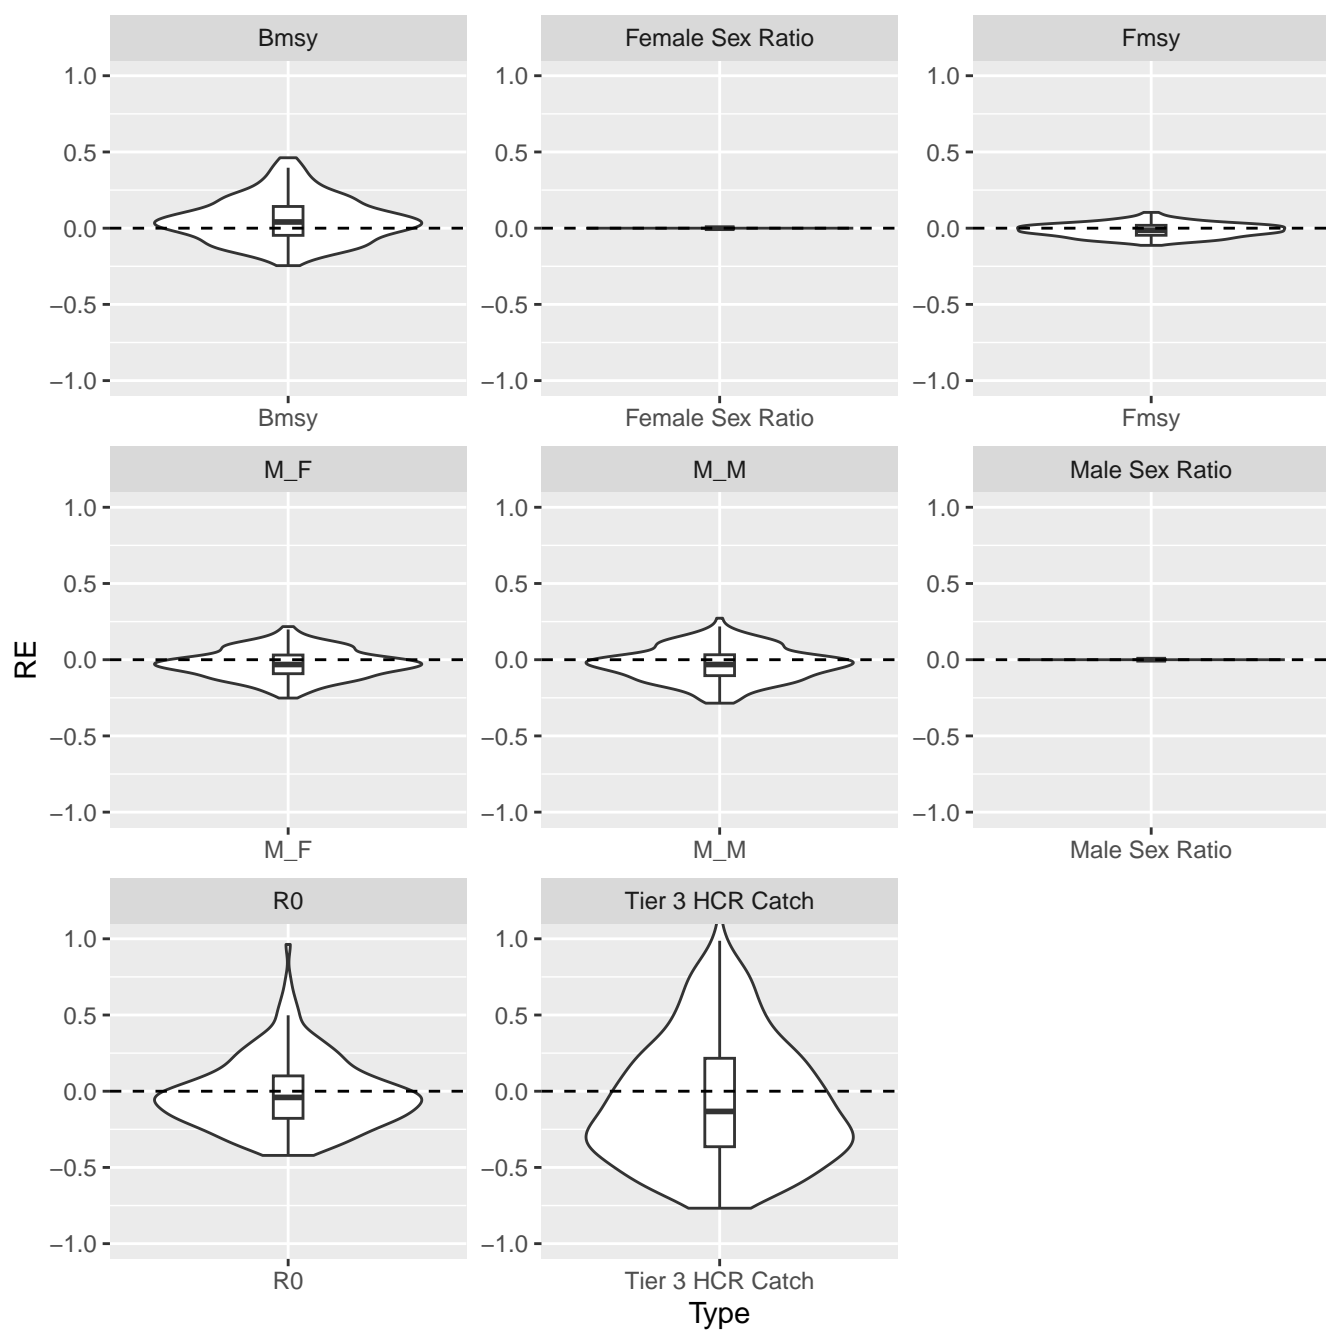 Bmsy Female Sex Ratio Fmsy
1.0 1.0 1.0
0.5 0.5 0.5
0.0 0.0 0.0
−0.5 −0.5 −0.5
−1.0 −1.0 −1.0
Bmsy Female Sex Ratio Fmsy
M_F M_M Male Sex Ratio
1.0 1.0 1.0
0.5 0.5 0.5
RE
0.0 0.0 0.0
−0.5 −0.5 −0.5
−1.0 −1.0 −1.0
M_F M_M Male Sex Ratio
R0 Tier 3 HCR Catch
1.0 1.0
0.5 0.5
0.0 0.0
−0.5 −0.5
−1.0 −1.0
R0 Tier 3 HCR Catch
Type